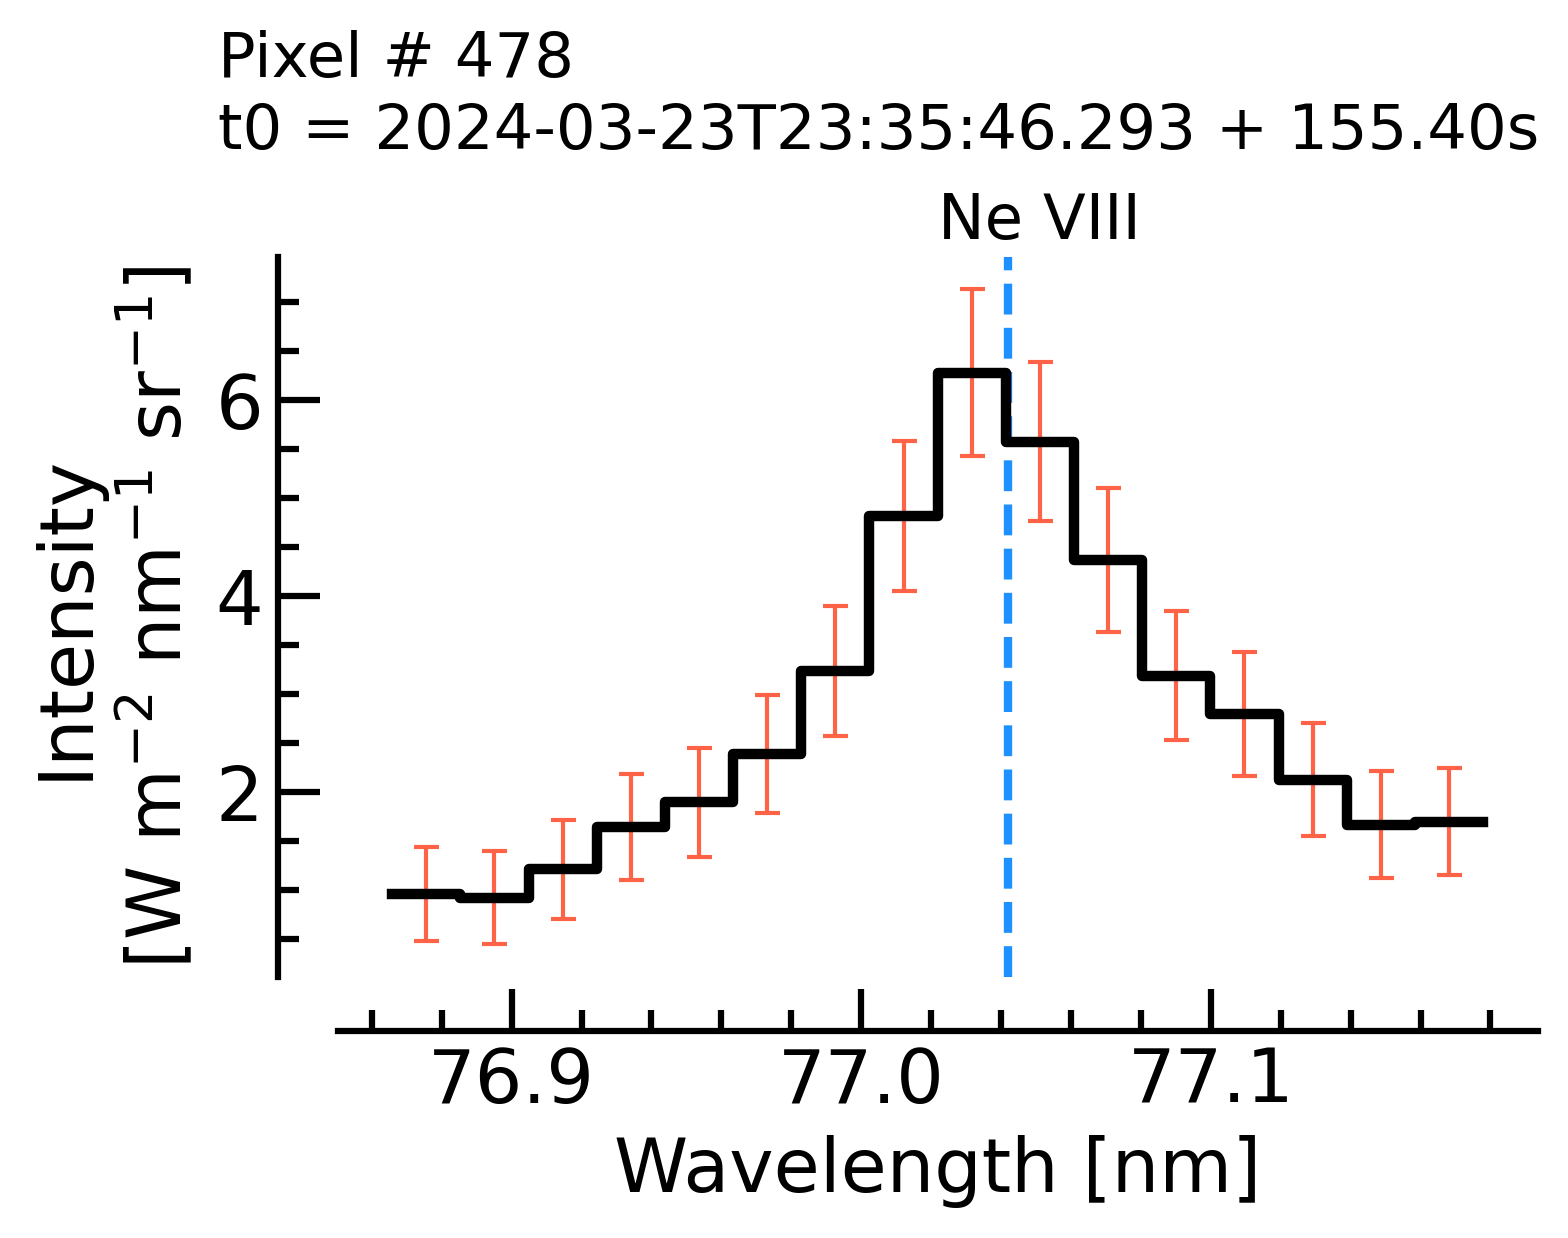 Pixel # 478
t0 = 2024-03-23T23:35:46.293 + 155.40s
Ne VIII
Intensity
[W m⁻² nm⁻¹ sr⁻¹]
6
4
2
76.9 77.0 77.1
Wavelength [nm]